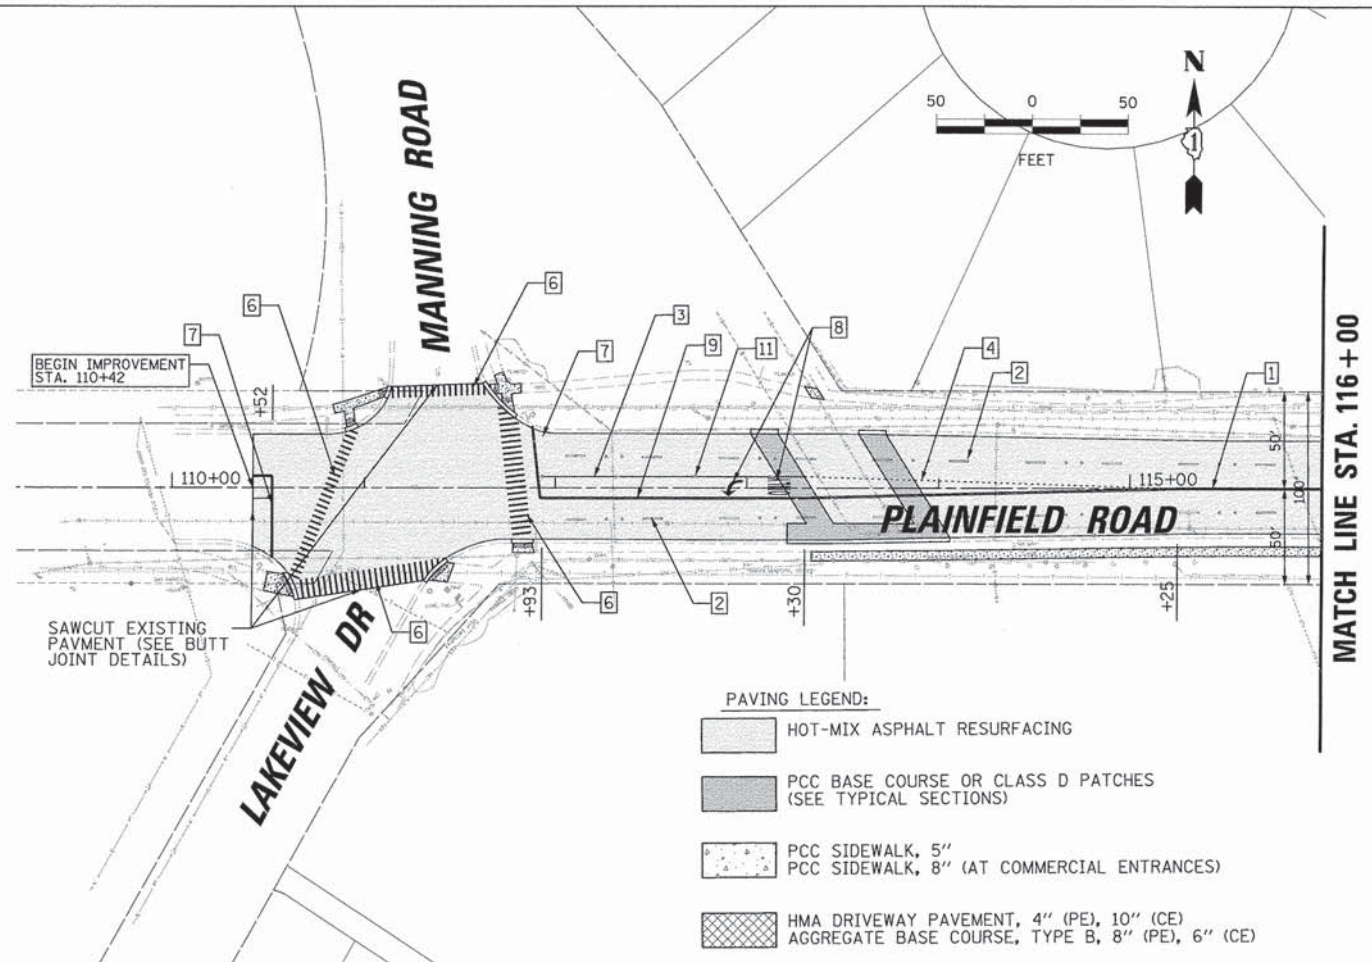 N
50 0 50
FEET
1
MANNING ROAD
6
6
3
8
7
9
11
7
4
2
1
BEGIN IMPROVEMENT
STA. 110+42
+52
110+00
115+00
PLAINFIELD ROAD
50'
100'
50'
MATCH LINE STA. 116+00
+93
6
2
+30
+25
6
SAWCUT EXISTING
PAVMENT (SEE BUTT
JOINT DETAILS)
LAKEVIEW DR
PAVING LEGEND:
HOT-MIX ASPHALT RESURFACING
PCC BASE COURSE OR CLASS D PATCHES
(SEE TYPICAL SECTIONS)
PCC SIDEWALK, 5"
PCC SIDEWALK, 8" (AT COMMERCIAL ENTRANCES)
HMA DRIVEWAY PAVEMENT, 4" (PE), 10" (CE)
AGGREGATE BASE COURSE, TYPE B, 8" (PE), 6" (CE)